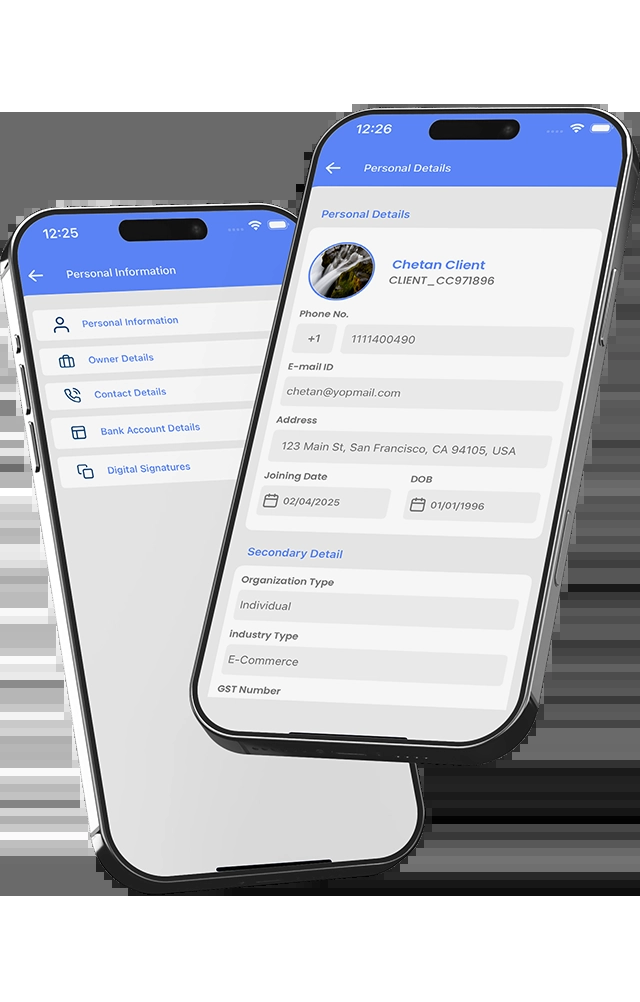 12:25
Personal Information
Personal Information
Owner Details
Contact Details
Bank Account Details
Digital Signatures
12:26
Personal Details
Personal Details
Chetan Client
CLIENT_CC971896
Phone No.
+1 1111400490
E-mail ID
chetan@yopmail.com
Address
123 Main St, San Francisco, CA 94105, USA
Joining Date DOB
02/04/2025 01/01/1996
Secondary Detail
Organization Type
Individual
industry Type
E-Commerce
GST Number